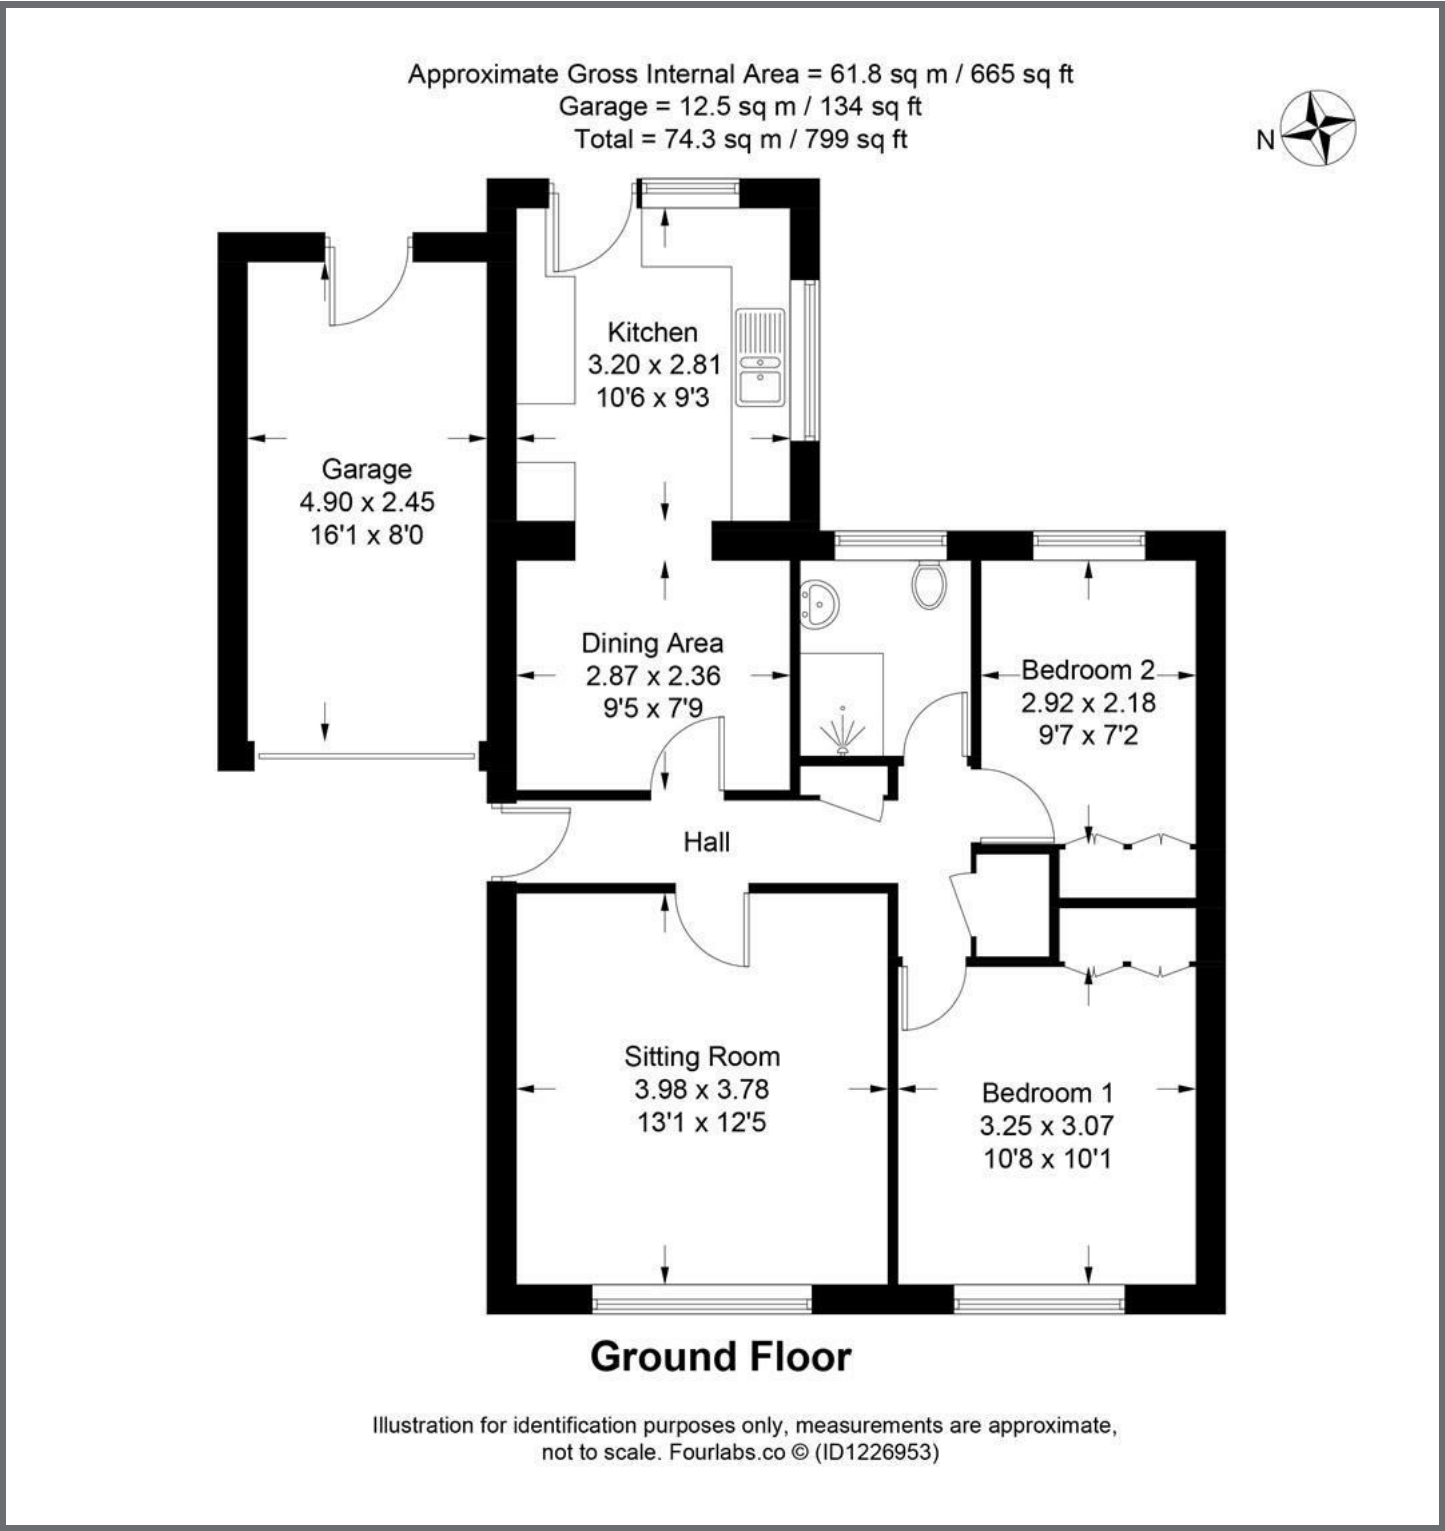 Approximate Gross Internal Area = 61.8 sq m / 665 sq ft
Garage = 12.5 sq m / 134 sq ft
Total = 74.3 sq m / 799 sq ft
N
Kitchen
3.20 x 2.81
10'6 x 9'3
Garage
4.90 x 2.45
16'1 x 8'0
Dining Area
2.87 x 2.36
9'5 x 7'9
Bedroom 2
2.92 x 2.18
9'7 x 7'2
Hall
Sitting Room
3.98 x 3.78
13'1 x 12'5
Bedroom 1
3.25 x 3.07
10'8 x 10'1
Ground Floor
Illustration for identification purposes only, measurements are approximate,
not to scale. Fourlabs.co © (ID1226953)